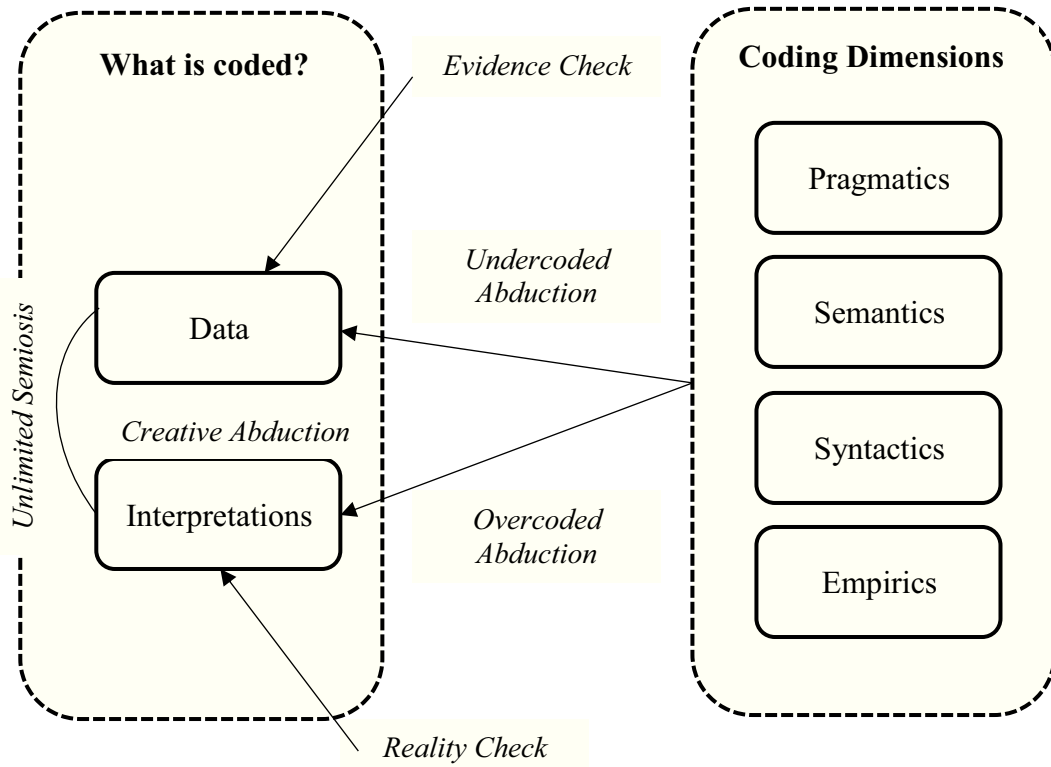 What is coded?
Evidence Check
Coding Dimensions
Pragmatics
Undercoded
Abduction
Semantics
Data
Unlimited Semiosis
Creative Abduction
Syntactics
Interpretations
Overcoded
Abduction
Empirics
Reality Check